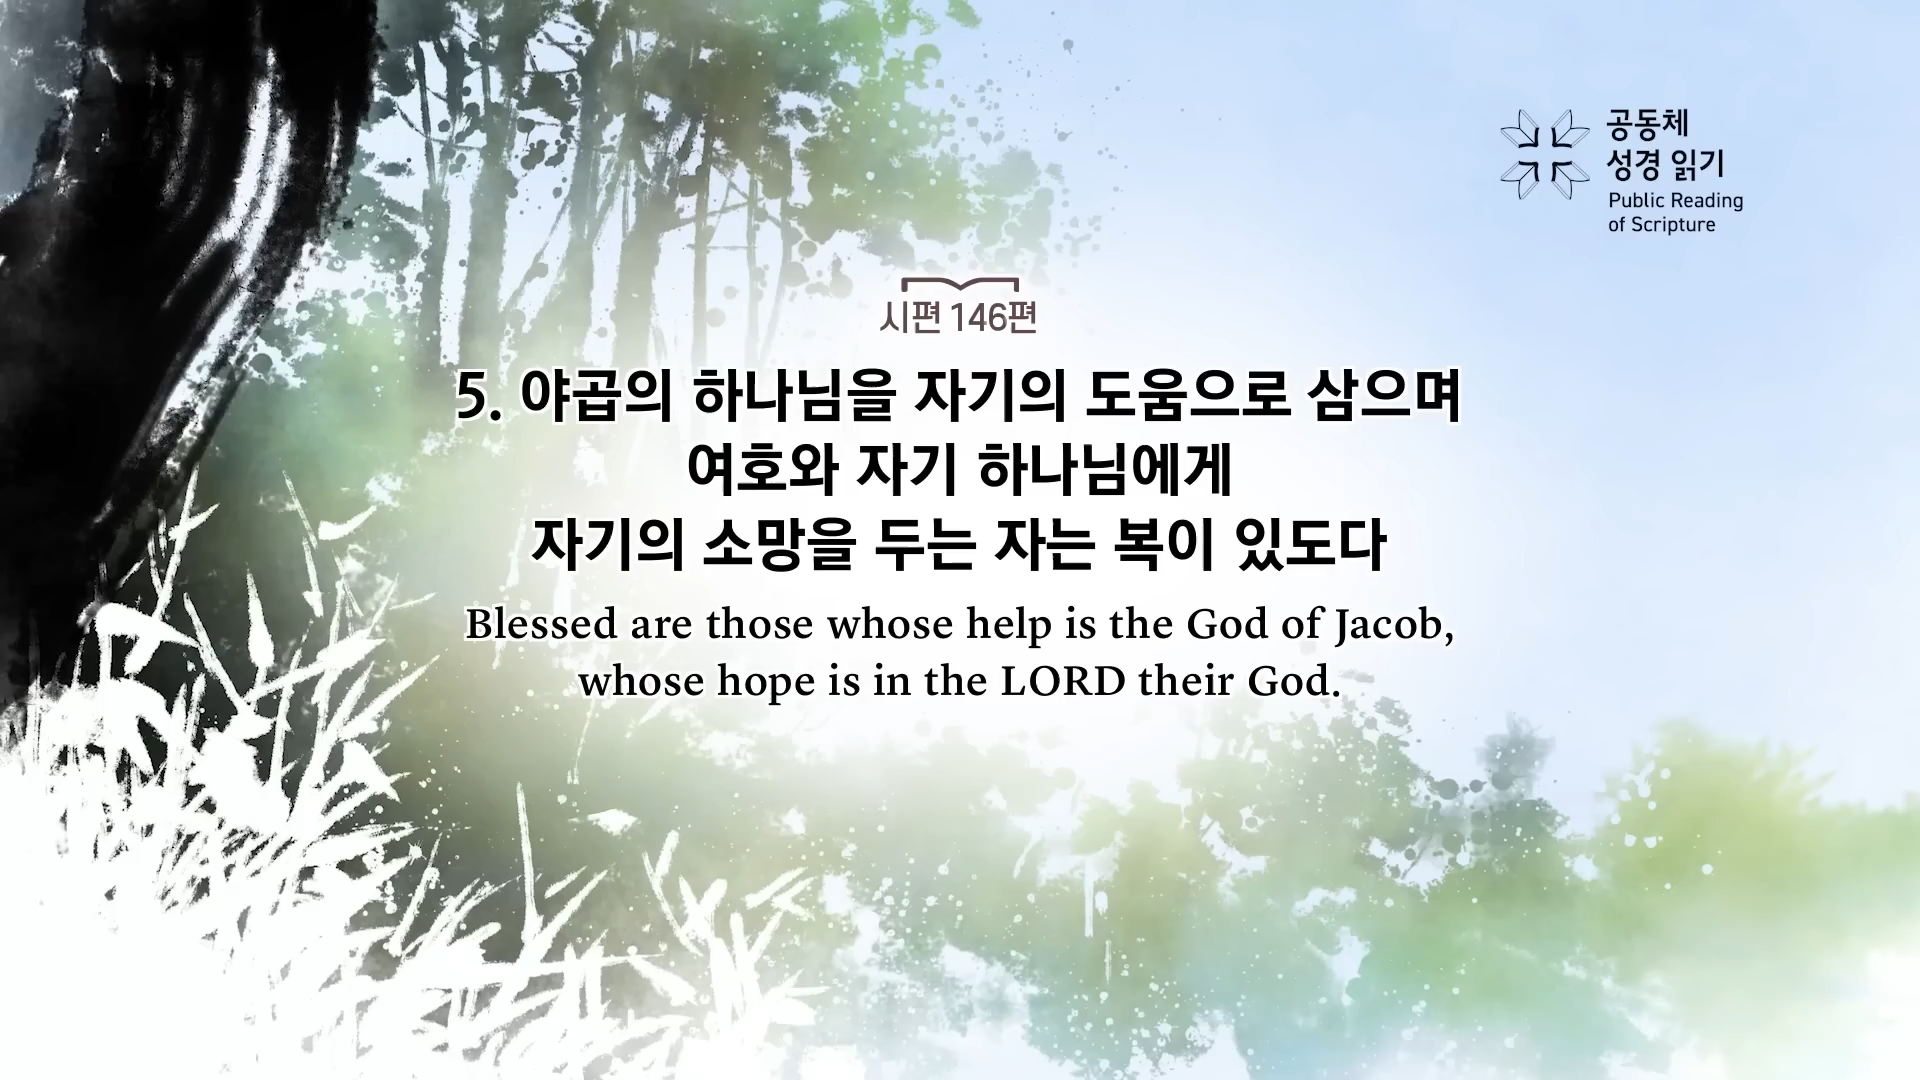 공동체
성경 읽기
Public Reading
of Scripture
시편 146편
5. 야곱의 하나님을 자기의 도움으로 삼으며
여호와 자기 하나님에게
자기의 소망을 두는 자는 복이 있도다
Blessed are those whose help is the God of Jacob,
whose hope is in the LORD their God.